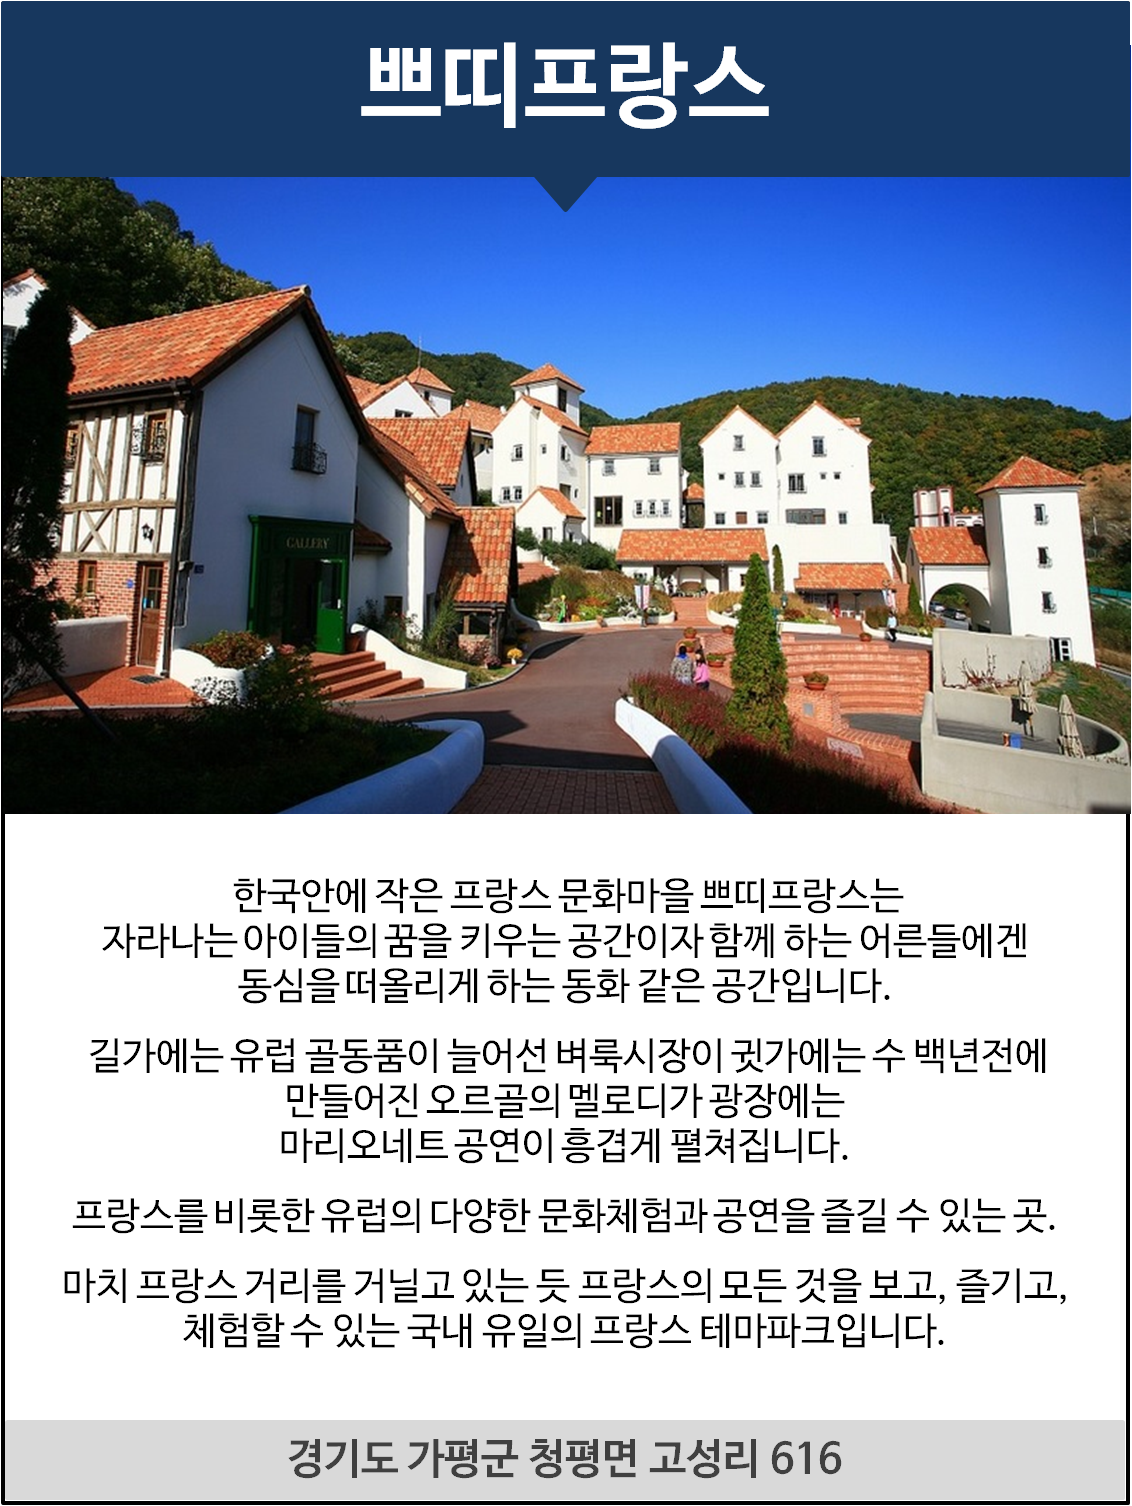 쁘띠프랑스
GALLERY
한국안에 작은 프랑스 문화마을 쁘띠프랑스는
자라나는 아이들의 꿈을 키우는 공간이자 함께 하는 어른들에겐
동심을 떠올리게 하는 동화 같은 공간입니다.
길가에는 유럽 골동품이 늘어선 벼룩시장이 귓가에는 수 백년전에
만들어진 오르골의 멜로디가 광장에는
마리오네트 공연이 흥겹게 펼쳐집니다.
프랑스를 비롯한 유럽의 다양한 문화체험과 공연을 즐길 수 있는 곳.
마치 프랑스 거리를 거닐고 있는 듯 프랑스의 모든 것을 보고, 즐기고,
체험할 수 있는 국내 유일의 프랑스 테마파크입니다.
경기도 가평군 청평면 고성리 616